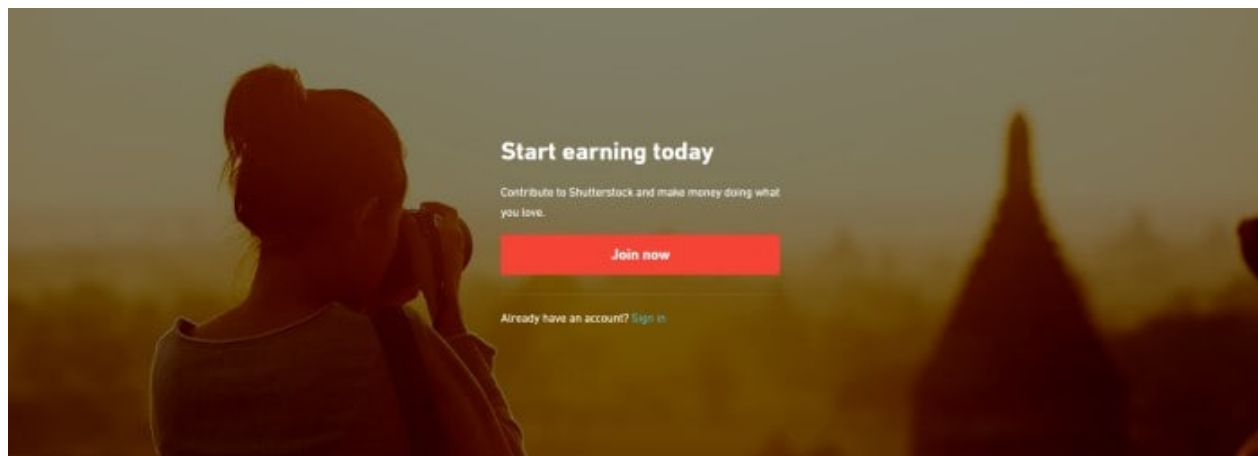 Start earning today
Contribute to Shutterstock and make money doing what
you love.
Join now
Already have an account? Sign in